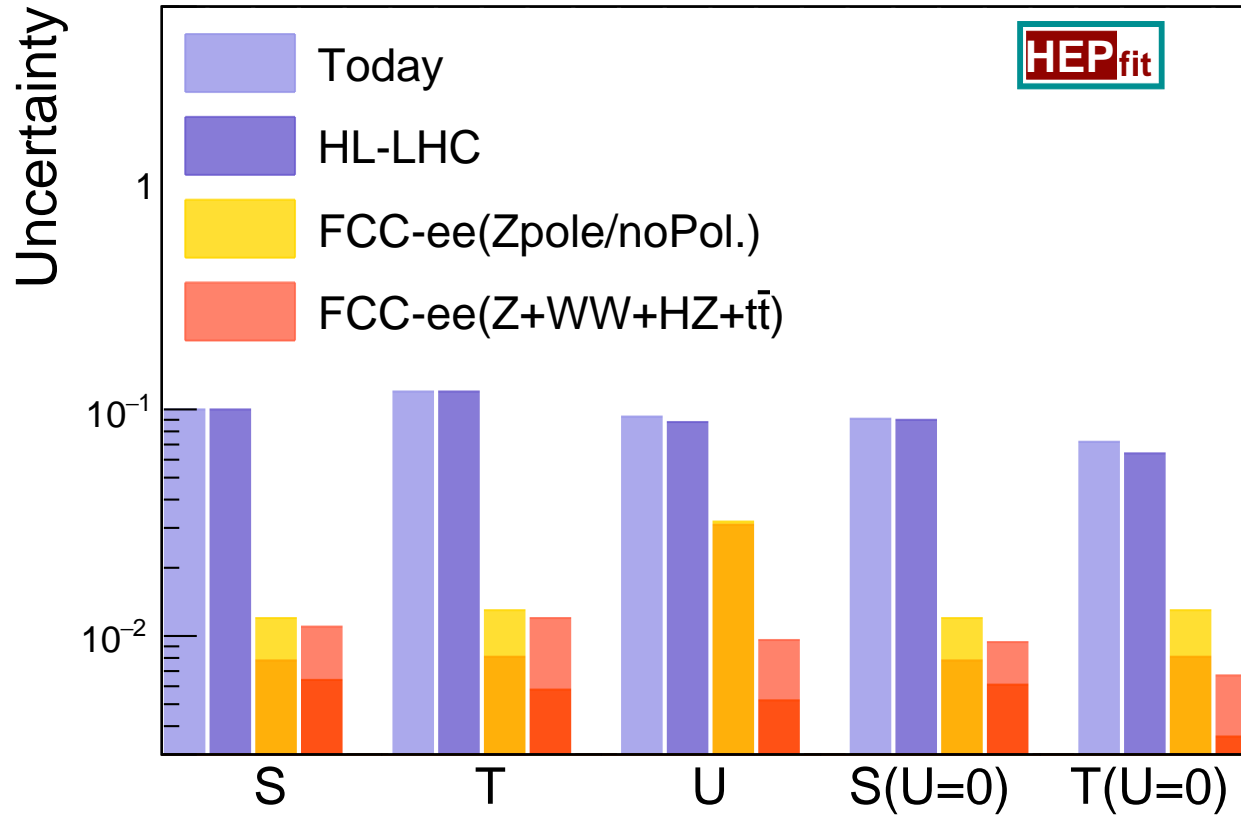 Uncertainty
Today
HL-LHC
FCC-ee(Zpole/noPol.)
FCC-ee(Z+WW+HZ+tt̄)
HEPfit
1
10⁻¹
10⁻²
S
T
U
S(U=0)
T(U=0)